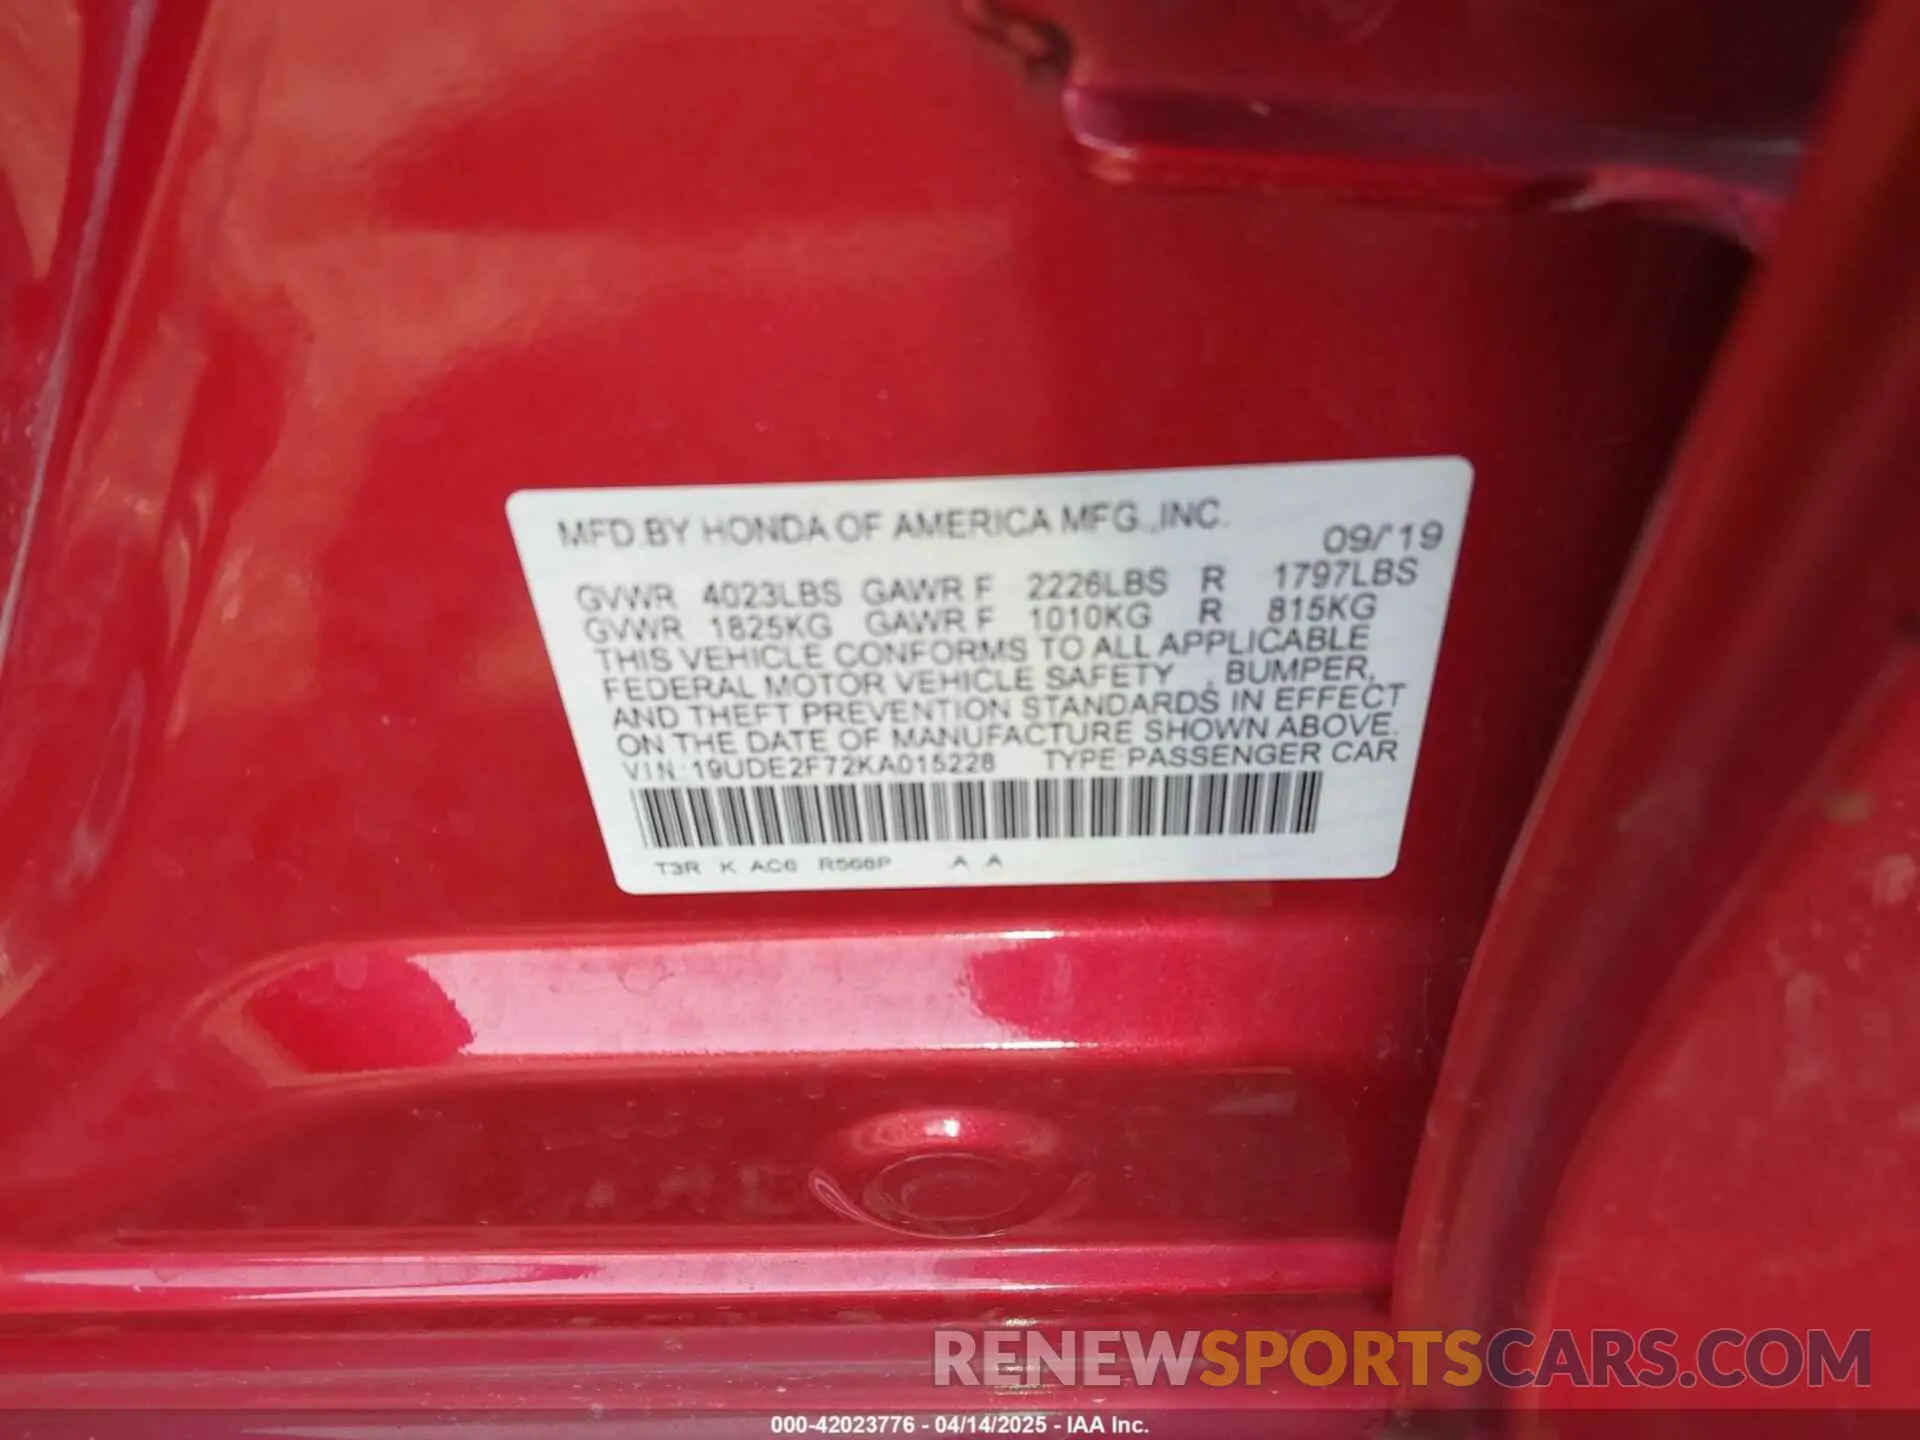 MFD.BY HONDA OF AMERICA MFG.,INC.
09/'19
GVWR 4023LBS GAWR F 2226LBS R 1797LBS
GVWR 1825KG GAWR F 1010KG R 815KG
THIS VEHICLE CONFORMS TO ALL APPLICABLE
FEDERAL MOTOR VEHICLE SAFETY , BUMPER,
AND THEFT PREVENTION STANDARDS IN EFFECT
ON THE DATE OF MANUFACTURE SHOWN ABOVE.
VIN:19UDE2F72KA015228 TYPE:PASSENGER CAR
T3R K AC6 R568P A A
RENEWSPORTSCARS.COM
000-42023776 - 04/14/2025 - IAA Inc.